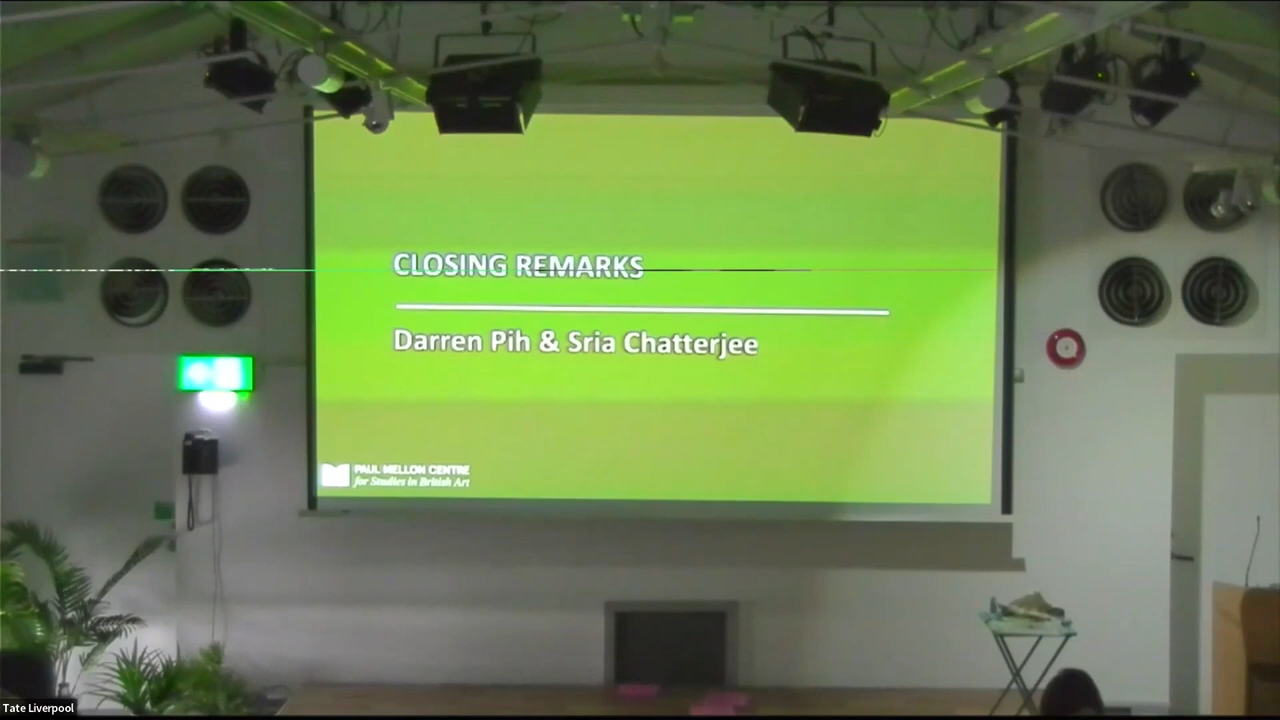 CLOSING REMARKS
Darren Pih & Sria Chatterjee
PAUL MELLON CENTRE
for Studies in British Art
Tate Liverpool